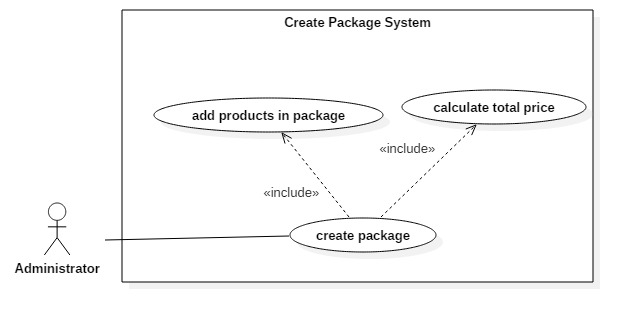 Create Package System
calculate total price
add products in package
«include»
«include»
create package
Administrator